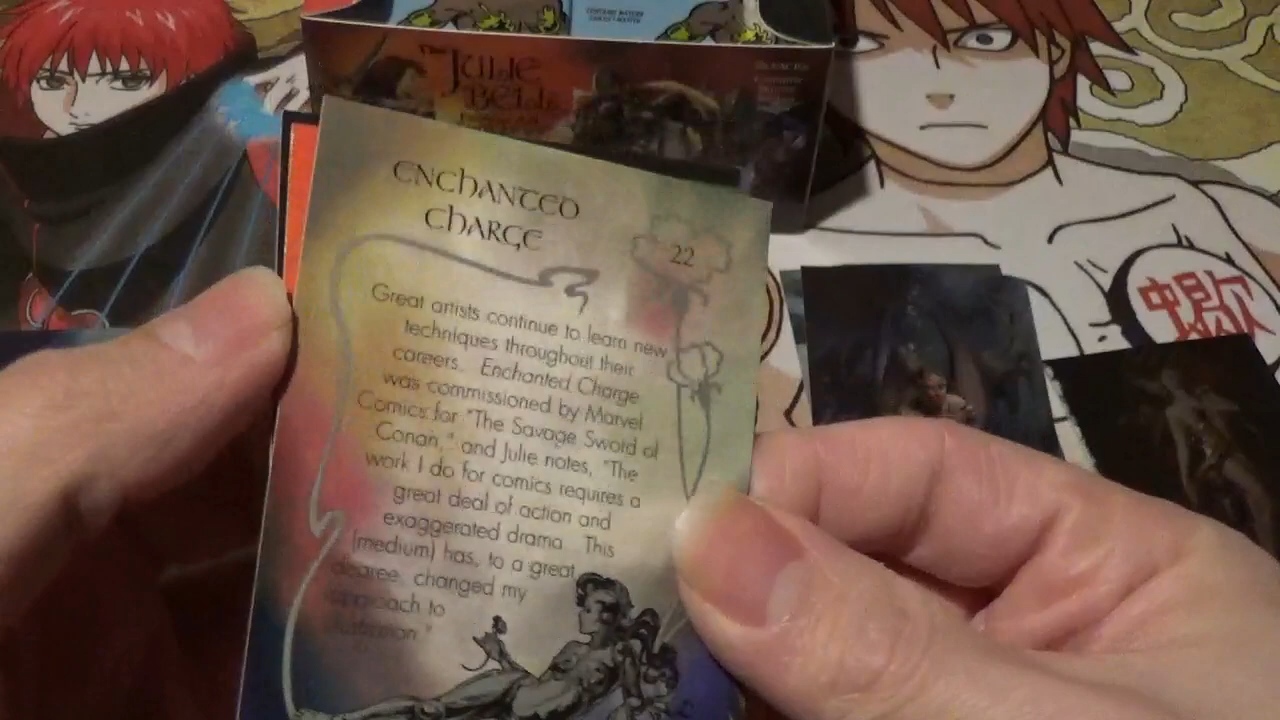 The
Julie
Bell
ENCHANTED
CHARGE
22
Great artists continue to learn new
techniques throughout their
careers. Enchanted Charge
was commissioned by Marvel
Comics for "The Savage Sword of
Conan," and Julie notes, "The
work I do for comics requires a
great deal of action and
exaggerated drama. This
(medium) has, to a great
degree, changed my
approach to